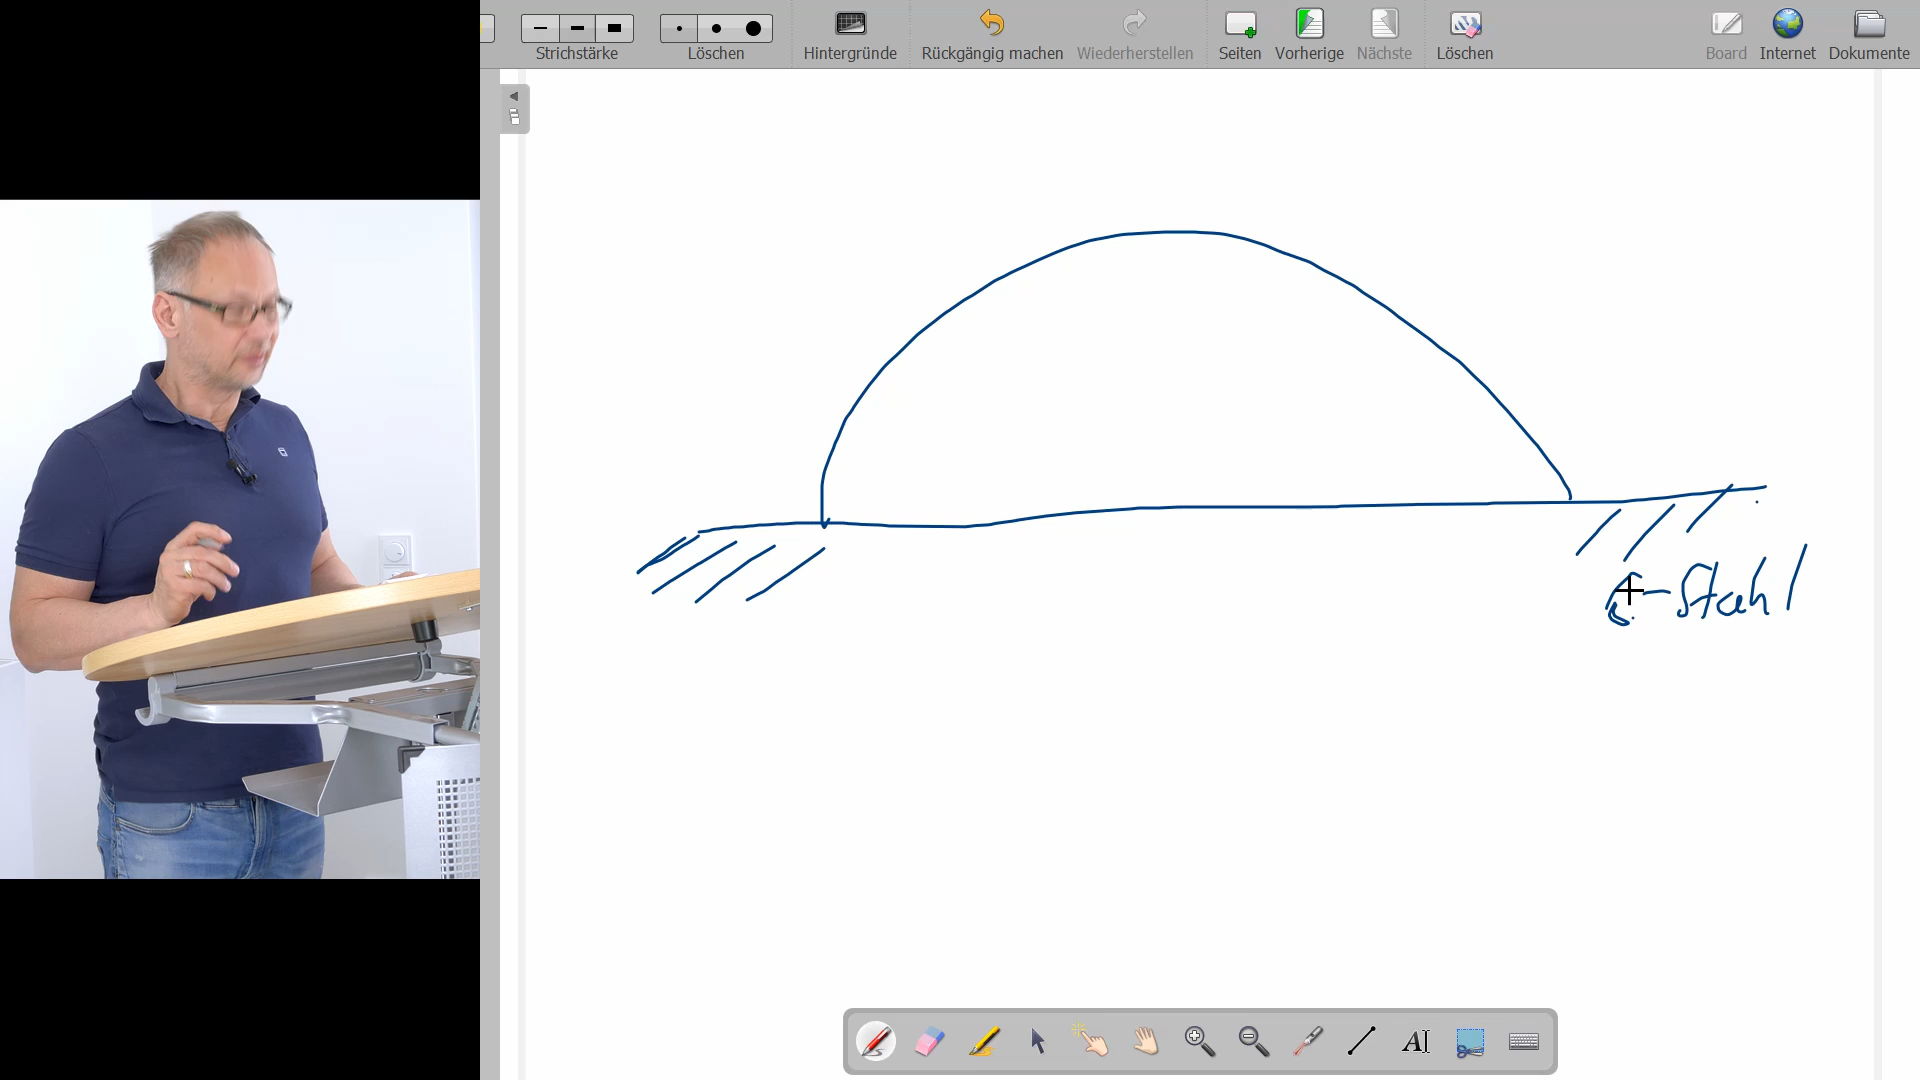 Strichstärke Löschen Hintergründe Rückgängig machen Wiederherstellen Seiten Vorherige Nächste Löschen Board Internet Dokumente
-Stahl